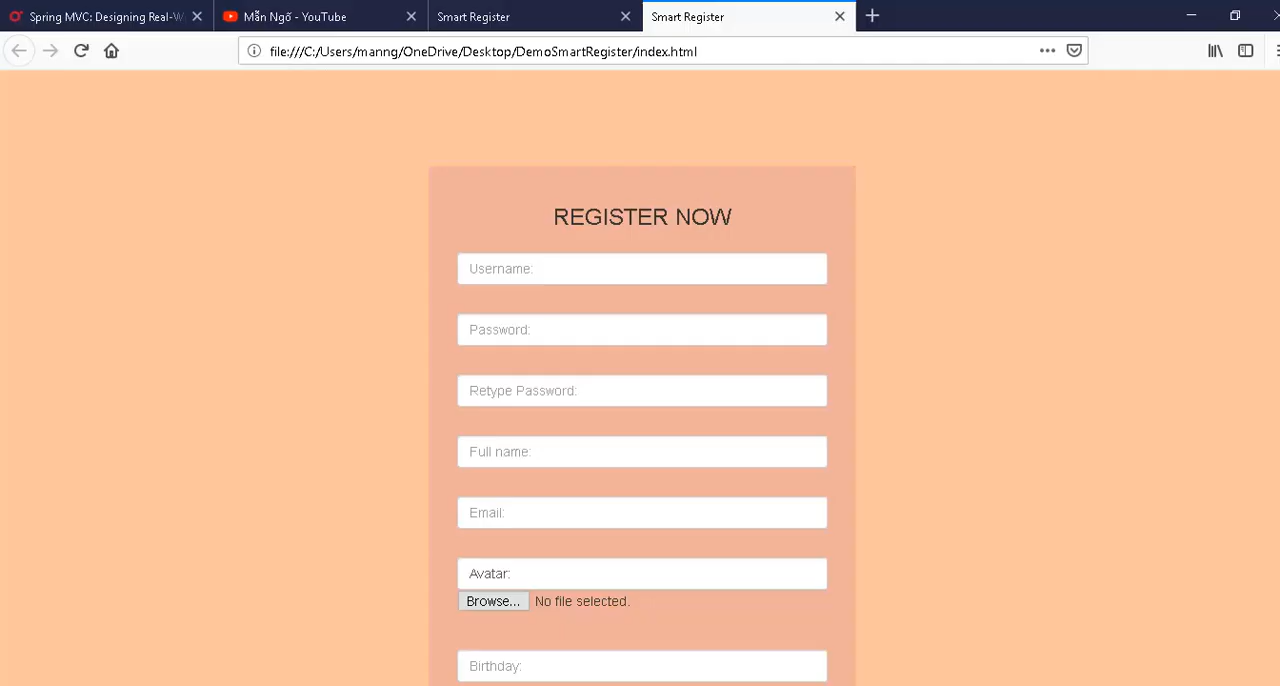 Spring MVC: Designing Real-W
Mẫn Ngố - YouTube
Smart Register
Smart Register
file:///C:/Users/manng/OneDrive/Desktop/DemoSmartRegister/index.html
REGISTER NOW
Username:
Password:
Retype Password:
Full name:
Email:
Avatar:
Browse... No file selected.
Birthday: